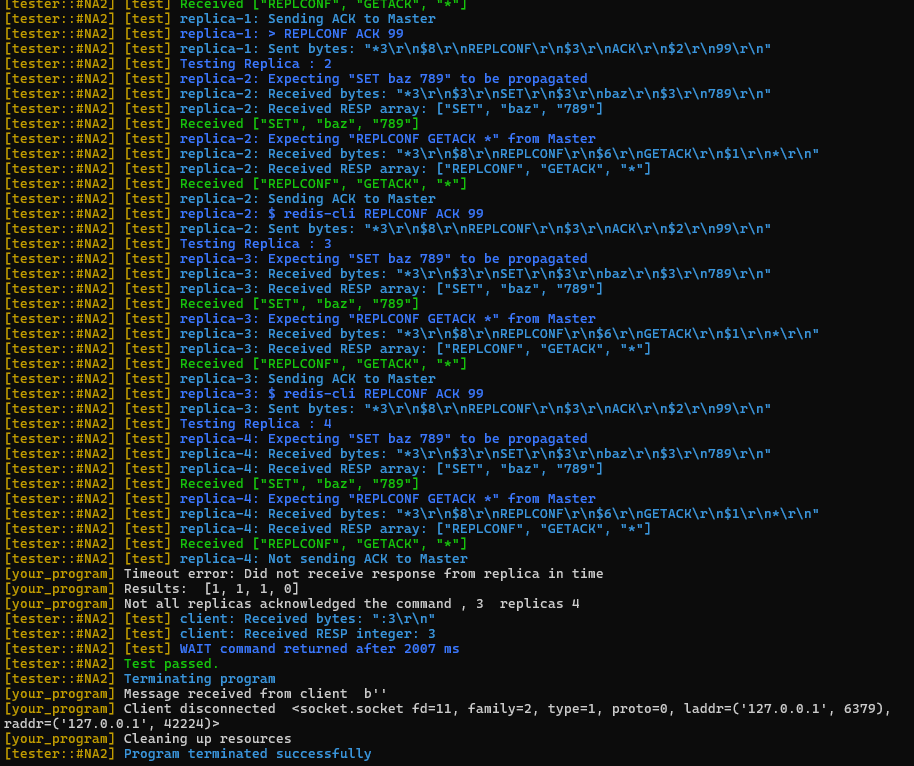 [tester::#NA2] [test] Received ["REPLCONF", "GETACK", "*"]
[tester::#NA2] [test] replica-1: Sending ACK to Master
[tester::#NA2] [test] replica-1: > REPLCONF ACK 99
[tester::#NA2] [test] replica-1: Sent bytes: "*3\r\n$8\r\nREPLCONF\r\n$3\r\nACK\r\n$2\r\n99\r\n"
[tester::#NA2] [test] Testing Replica : 2
[tester::#NA2] [test] replica-2: Expecting "SET baz 789" to be propagated
[tester::#NA2] [test] replica-2: Received bytes: "*3\r\n$3\r\nSET\r\n$3\r\nbaz\r\n$3\r\n789\r\n"
[tester::#NA2] [test] replica-2: Received RESP array: ["SET", "baz", "789"]
[tester::#NA2] [test] Received ["SET", "baz", "789"]
[tester::#NA2] [test] replica-2: Expecting "REPLCONF GETACK *" from Master
[tester::#NA2] [test] replica-2: Received bytes: "*3\r\n$8\r\nREPLCONF\r\n$6\r\nGETACK\r\n$1\r\n*\r\n"
[tester::#NA2] [test] replica-2: Received RESP array: ["REPLCONF", "GETACK", "*"]
[tester::#NA2] [test] Received ["REPLCONF", "GETACK", "*"]
[tester::#NA2] [test] replica-2: Sending ACK to Master
[tester::#NA2] [test] replica-2: $ redis-cli REPLCONF ACK 99
[tester::#NA2] [test] replica-2: Sent bytes: "*3\r\n$8\r\nREPLCONF\r\n$3\r\nACK\r\n$2\r\n99\r\n"
[tester::#NA2] [test] Testing Replica : 3
[tester::#NA2] [test] replica-3: Expecting "SET baz 789" to be propagated
[tester::#NA2] [test] replica-3: Received bytes: "*3\r\n$3\r\nSET\r\n$3\r\nbaz\r\n$3\r\n789\r\n"
[tester::#NA2] [test] replica-3: Received RESP array: ["SET", "baz", "789"]
[tester::#NA2] [test] Received ["SET", "baz", "789"]
[tester::#NA2] [test] replica-3: Expecting "REPLCONF GETACK *" from Master
[tester::#NA2] [test] replica-3: Received bytes: "*3\r\n$8\r\nREPLCONF\r\n$6\r\nGETACK\r\n$1\r\n*\r\n"
[tester::#NA2] [test] replica-3: Received RESP array: ["REPLCONF", "GETACK", "*"]
[tester::#NA2] [test] Received ["REPLCONF", "GETACK", "*"]
[tester::#NA2] [test] replica-3: Sending ACK to Master
[tester::#NA2] [test] replica-3: $ redis-cli REPLCONF ACK 99
[tester::#NA2] [test] replica-3: Sent bytes: "*3\r\n$8\r\nREPLCONF\r\n$3\r\nACK\r\n$2\r\n99\r\n"
[tester::#NA2] [test] Testing Replica : 4
[tester::#NA2] [test] replica-4: Expecting "SET baz 789" to be propagated
[tester::#NA2] [test] replica-4: Received bytes: "*3\r\n$3\r\nSET\r\n$3\r\nbaz\r\n$3\r\n789\r\n"
[tester::#NA2] [test] replica-4: Received RESP array: ["SET", "baz", "789"]
[tester::#NA2] [test] Received ["SET", "baz", "789"]
[tester::#NA2] [test] replica-4: Expecting "REPLCONF GETACK *" from Master
[tester::#NA2] [test] replica-4: Received bytes: "*3\r\n$8\r\nREPLCONF\r\n$6\r\nGETACK\r\n$1\r\n*\r\n"
[tester::#NA2] [test] replica-4: Received RESP array: ["REPLCONF", "GETACK", "*"]
[tester::#NA2] [test] Received ["REPLCONF", "GETACK", "*"]
[tester::#NA2] [test] replica-4: Not sending ACK to Master
[your_program] Timeout error: Did not receive response from replica in time
[your_program] Results:  [1, 1, 1, 0]
[your_program] Not all replicas acknowledged the command , 3  replicas 4
[tester::#NA2] [test] client: Received bytes: ":3\r\n"
[tester::#NA2] [test] client: Received RESP integer: 3
[tester::#NA2] [test] WAIT command returned after 2007 ms
[tester::#NA2] Test passed.
[tester::#NA2] Terminating program
[your_program] Message received from client  b''
[your_program] Client disconnected  <socket.socket fd=11, family=2, type=1, proto=0, laddr=('127.0.0.1', 6379),
raddr=('127.0.0.1', 42224)>
[your_program] Cleaning up resources
[tester::#NA2] Program terminated successfully